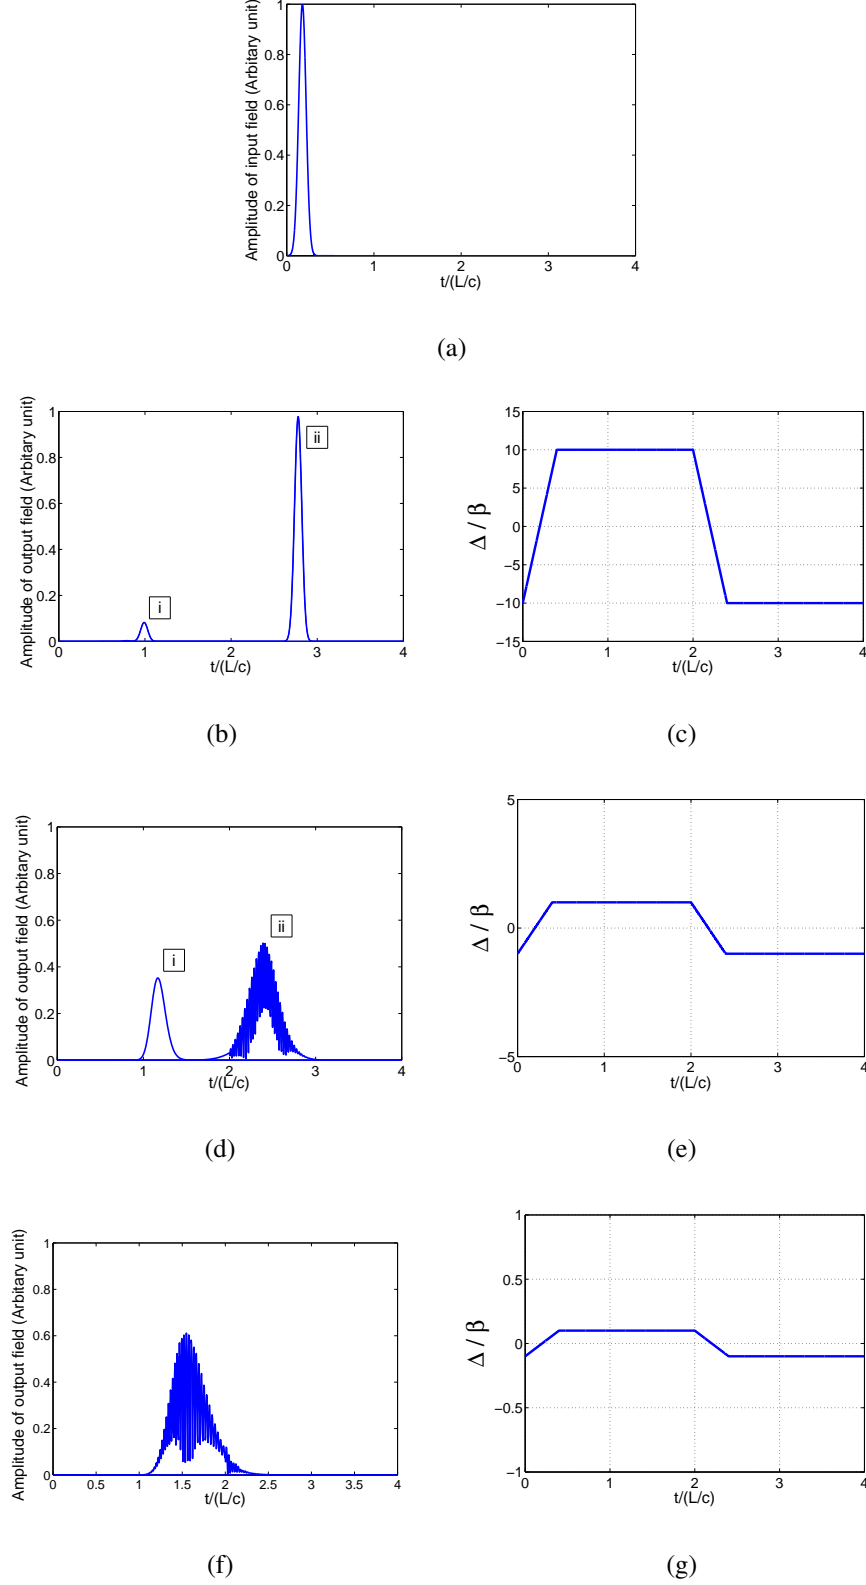 Amplitude of input field (Arbitary unit)
1
0.8
0.6
0.4
0.2
0
0 1 2 3 4
t/(L/c)
(a)
Amplitude of output field (Arbitary unit)
1
0.8
0.6
0.4
0.2
0
0 1 2 3 4
t/(L/c)
i
ii
(b)
Δ / β
15
10
5
0
−5
−10
−15
0 1 2 3 4
t/(L/c)
(c)
Amplitude of output field (Arbitary unit)
1
0.8
0.6
0.4
0.2
0
0 1 2 3 4
t/(L/c)
i
ii
(d)
Δ / β
5
0
−5
0 1 2 3 4
t/(L/c)
(e)
Amplitude of output field (Arbitary unit)
1
0.8
0.6
0.4
0.2
0
0 0.5 1 1.5 2 2.5 3 3.5 4
t/(L/c)
(f)
Δ / β
1
0.5
0
−0.5
−1
0 1 2 3 4
t/(L/c)
(g)